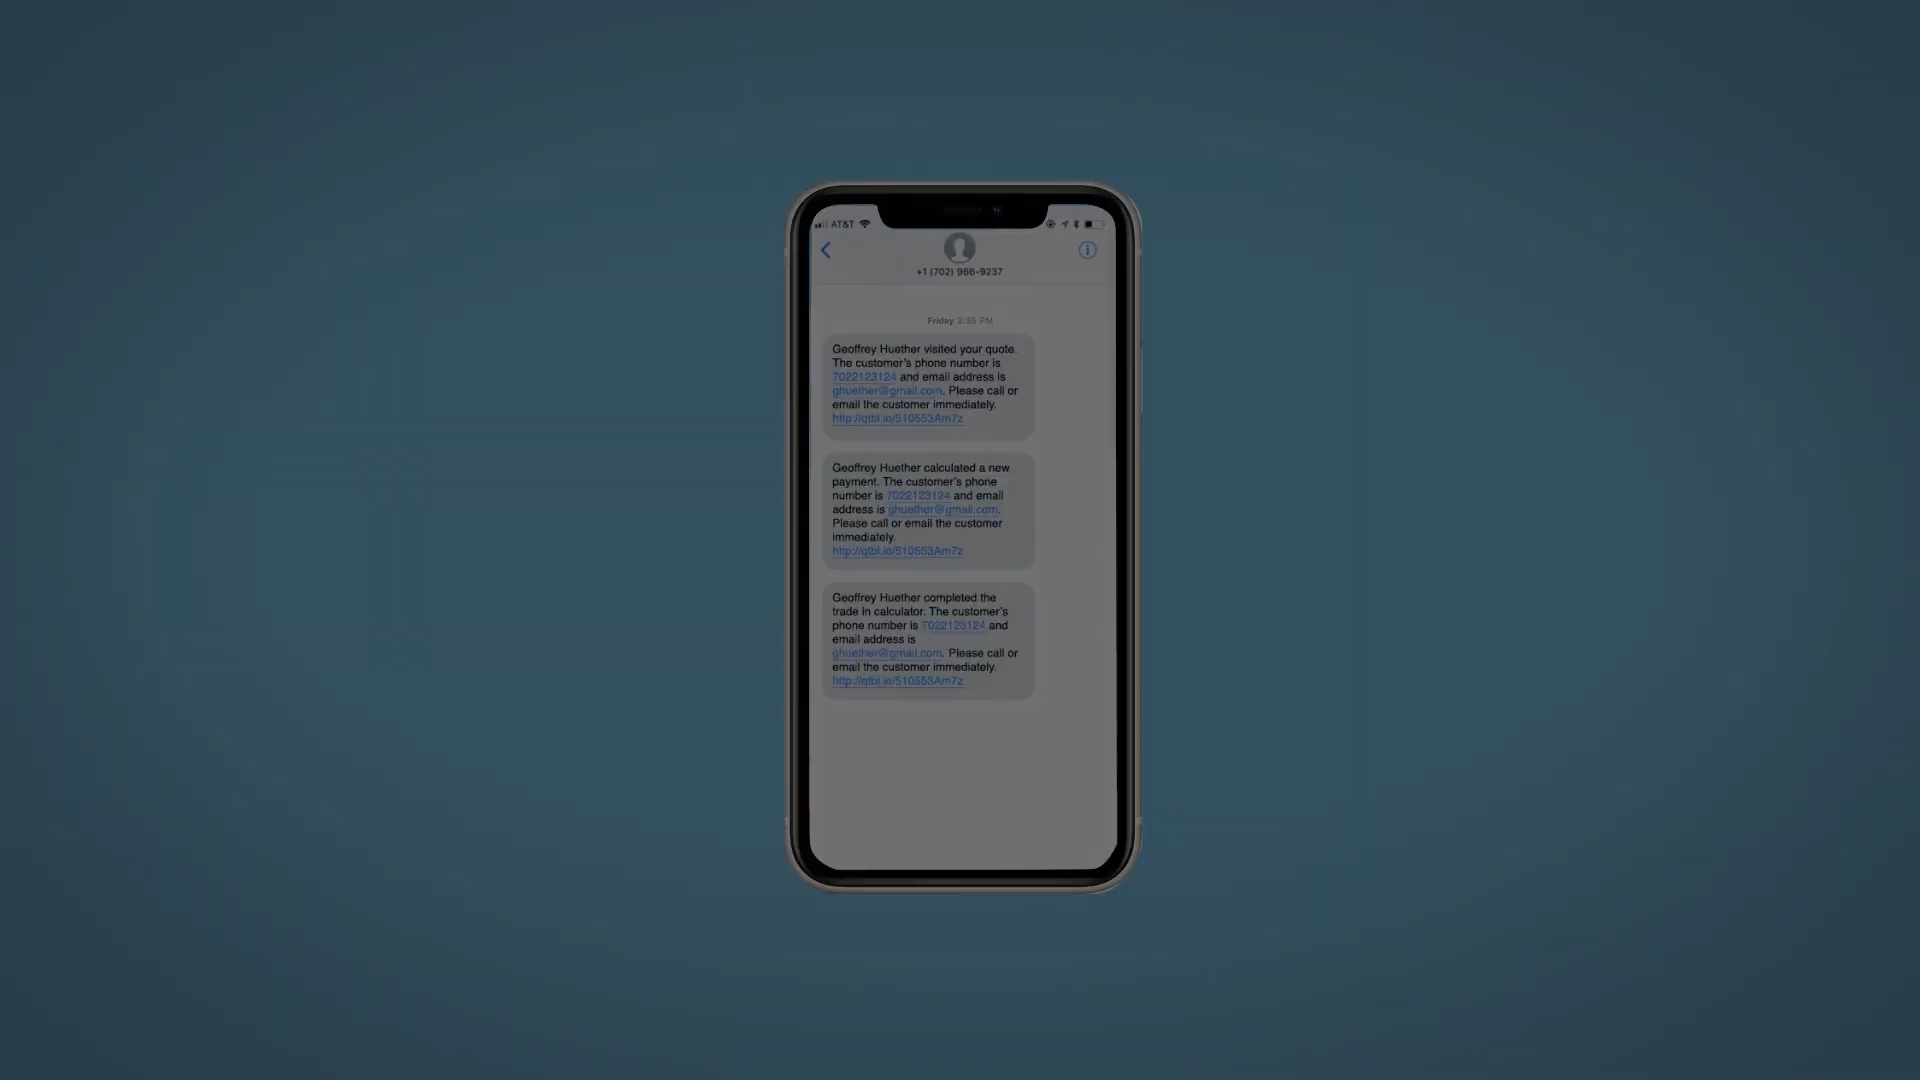 AT&T
+1 (702) 966-9237
Friday 3:35 PM
Geoffrey Huether visited your quote.
The customer's phone number is
7022123124 and email address is
ghuether@gmail.com. Please call or
email the customer immediately.
http://qtbl.io/510553Am7z
Geoffrey Huether calculated a new
payment. The customer's phone
number is 7022123124 and email
address is ghuether@gmail.com.
Please call or email the customer
immediately.
http://qtbl.io/510553Am7z
Geoffrey Huether completed the
trade in calculator. The customer's
phone number is 7022123124 and
email address is
ghuether@gmail.com. Please call or
email the customer immediately.
http://qtbl.io/510553Am7z